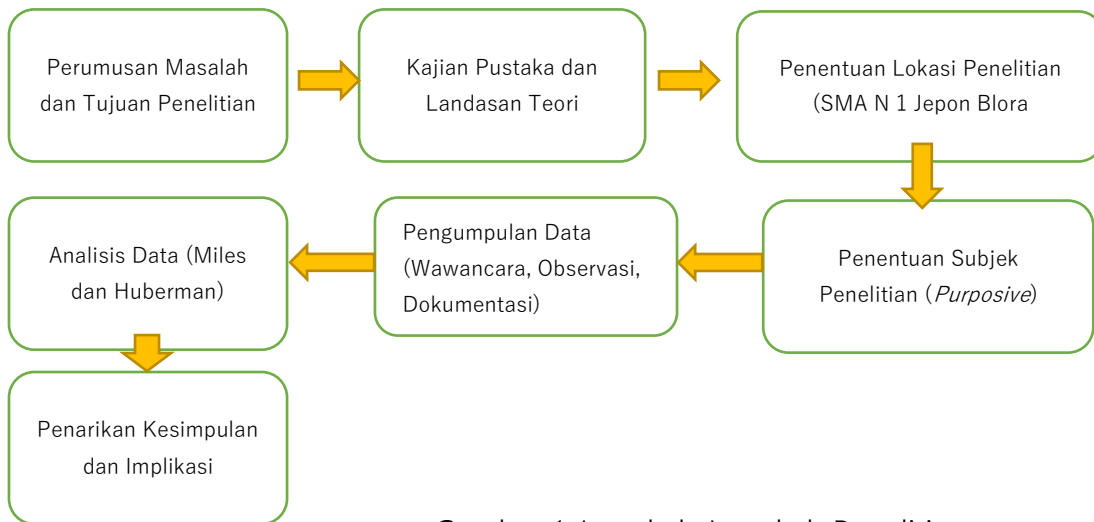 Perumusan Masalah
dan Tujuan Penelitian
Kajian Pustaka dan
Landasan Teori
Penentuan Lokasi Penelitian
(SMA N 1 Jepon Blora
Penentuan Subjek
Penelitian (Purposive)
Pengumpulan Data
(Wawancara, Observasi,
Dokumentasi)
Analisis Data (Miles
dan Huberman)
Penarikan Kesimpulan
dan Implikasi